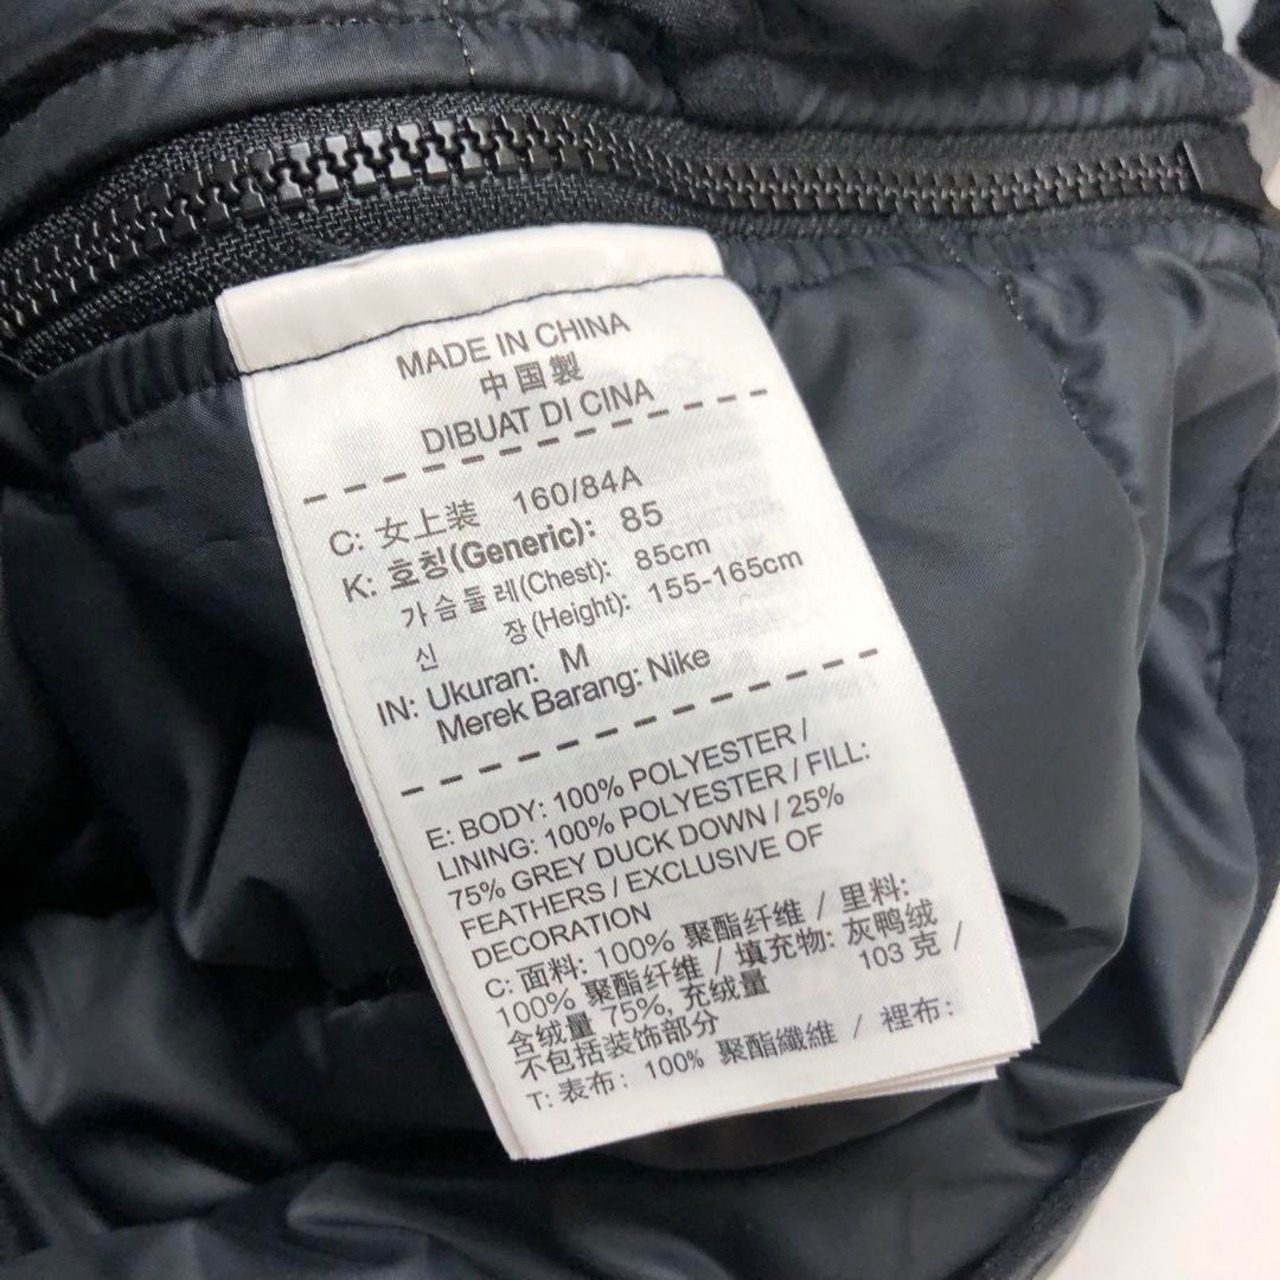 MADE IN CHINA
中国製
DIBUAT DI CINA
C: 女上装 160/84A
K: 호칭(Generic): 85
가슴둘레(Chest): 85cm
신 장(Height): 155-165cm
IN: Ukuran: M
Merek Barang: Nike
E: BODY: 100% POLYESTER /
LINING: 100% POLYESTER / FILL:
75% GREY DUCK DOWN / 25%
FEATHERS / EXCLUSIVE OF
DECORATION
C: 面料: 100% 聚酯纤维 / 里料:
100% 聚酯纤维 / 填充物: 灰鸭绒
含绒量 75%, 充绒量 103 克 /
不包括装饰部分
T: 表布: 100% 聚酯纖維 / 裡布: